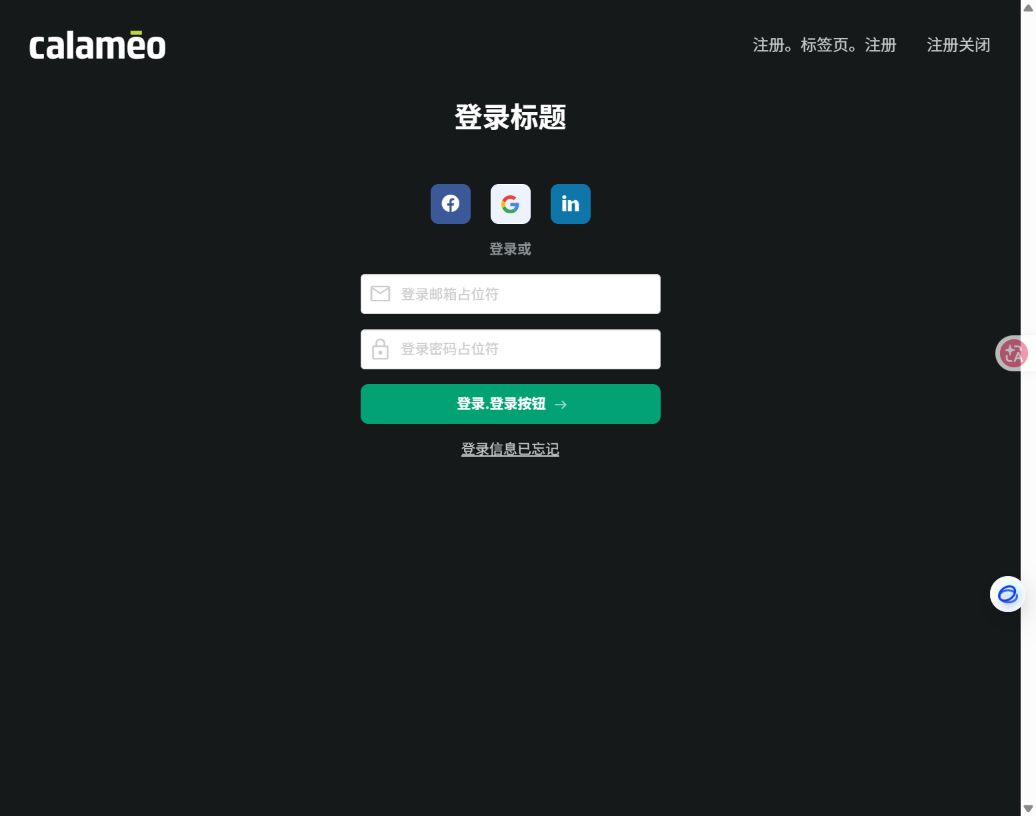 calamēo
注册。标签页。注册 注册关闭
登录标题
登录或
登录邮箱占位符
登录密码占位符
登录.登录按钮 →
登录信息已忘记